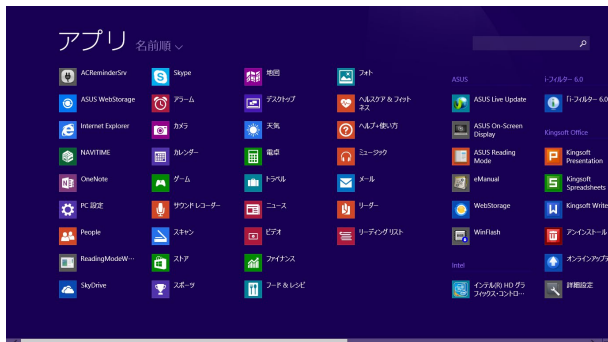 アプリ 名前順
ACReminderSrv
ASUS WebStorage
Internet Explorer
NAVITIME
OneNote
PC 設定
People
ReadingModeW…
SkyDrive
Skype
アラーム
カメラ
カレンダー
ゲーム
サウンド レコーダー
スキャン
ストア
スポーツ
地図
デスクトップ
天気
電卓
トラベル
ニュース
ビデオ
ファイナンス
フード & レシピ
フォト
ヘルスケア & フィット
ネス
ヘルプ+使い方
ミュージック
メール
リーダー
リーディング リスト
ASUS
ASUS Live Update
ASUS On-Screen
Display
ASUS Reading
Mode
eManual
WebStorage
WinFlash
Intel
インテル(R) HD グラ
フィックス・コントロ…
i-フィルター 6.0
「i-フィルター 6.0
Kingsoft Office
Kingsoft
Presentation
Kingsoft
Spreadsheets
Kingsoft Write
アンインストール
オンラインアップデ
詳細設定